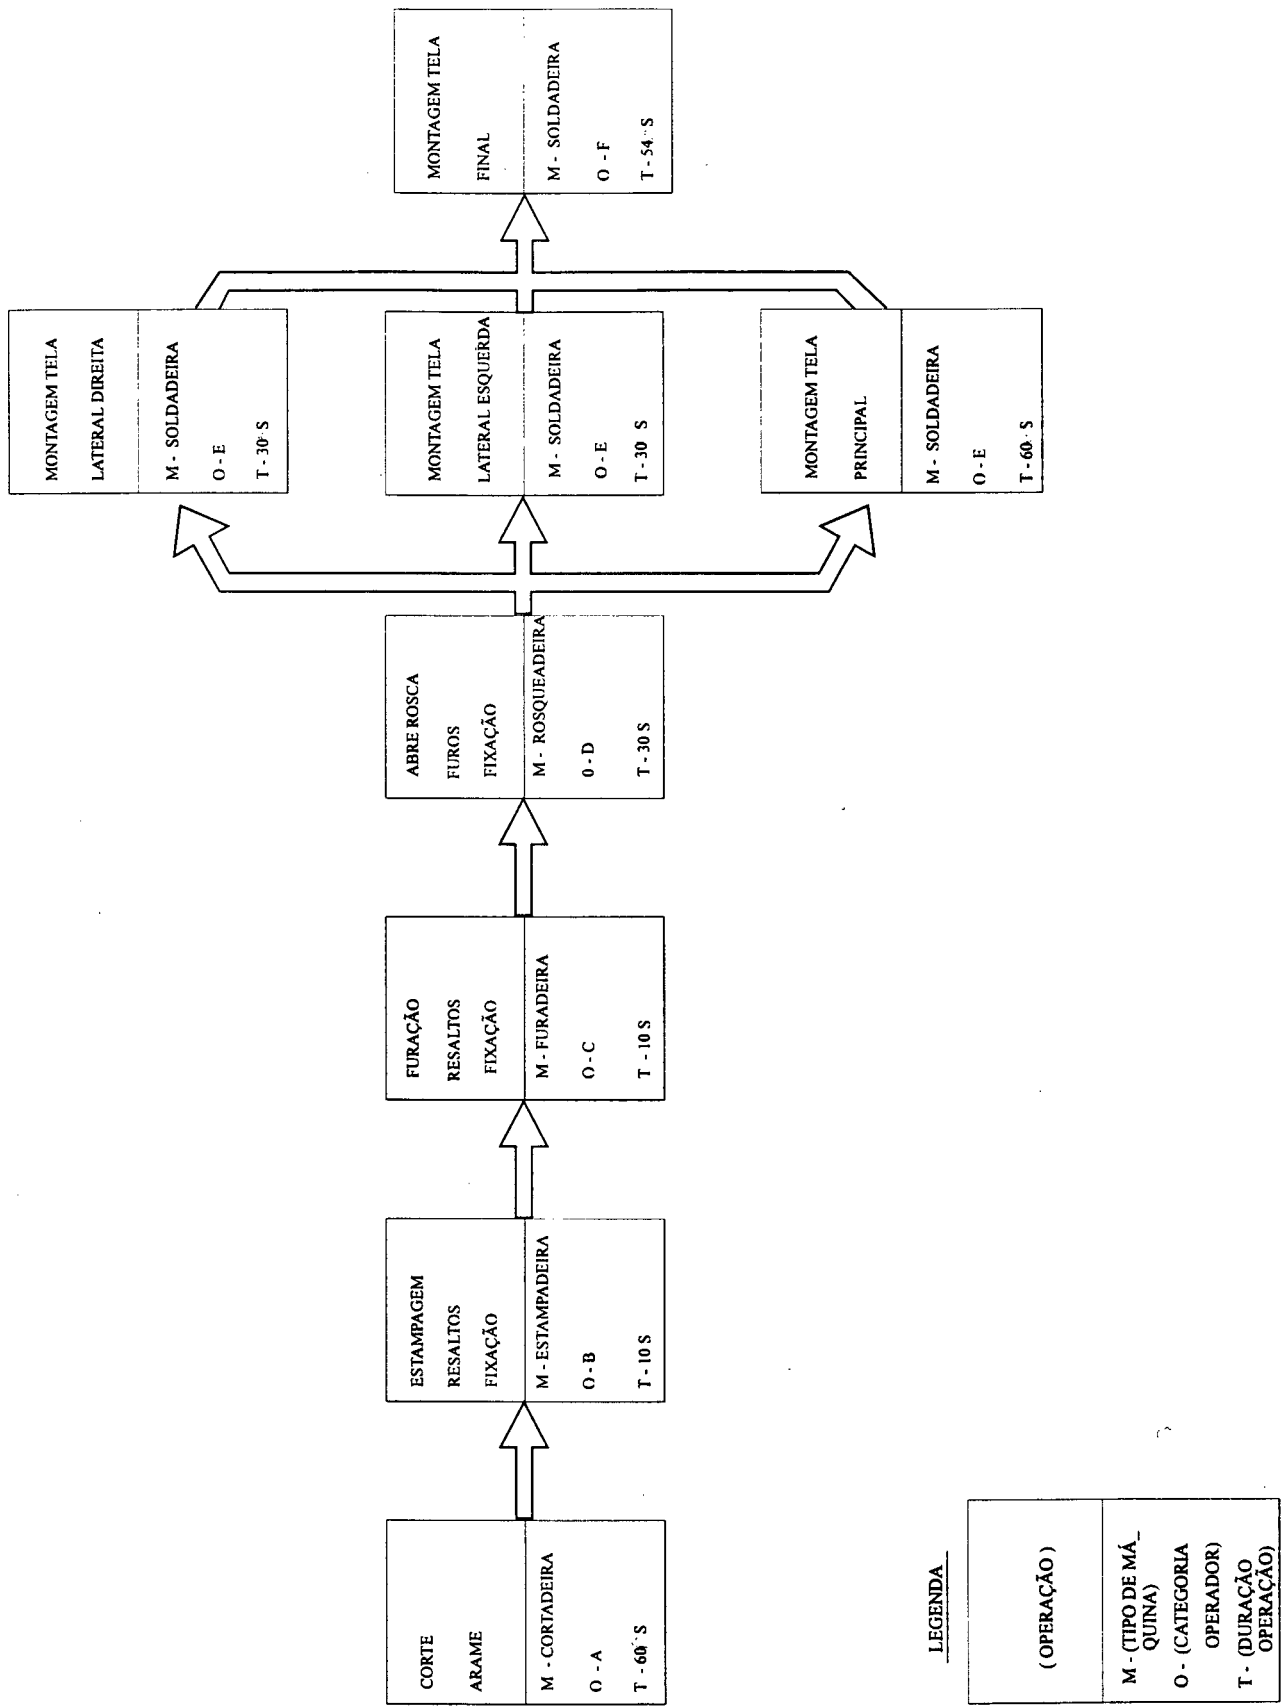 CORTE
ARAME
M - CORTADEIRA
O - A
T - 60 S
ESTAMPAGEM
RESALTOS
FIXAÇÃO
M - ESTAMPADEIRA
O - B
T - 10 S
FURAÇÃO
RESALTOS
FIXAÇÃO
M - FURADEIRA
O - C
T - 10 S
ABRE ROSCA
FUROS
FIXAÇÃO
M - ROSQUEADEIRA
0 - D
T - 30 S
MONTAGEM TELA
LATERAL DIREITA
M - SOLDADEIRA
O - E
T - 30 S
MONTAGEM TELA
LATERAL ESQUERDA
M - SOLDADEIRA
O - E
T - 30 S
MONTAGEM TELA
PRINCIPAL
M - SOLDADEIRA
O - E
T - 60 S
MONTAGEM TELA
FINAL
M - SOLDADEIRA
O - F
T - 54 S
LEGENDA
( OPERAÇÃO )
M - (TIPO DE MÁ_
QUINA)
O - (CATEGORIA
OPERADOR)
T - (DURAÇÃO
OPERAÇÃO)